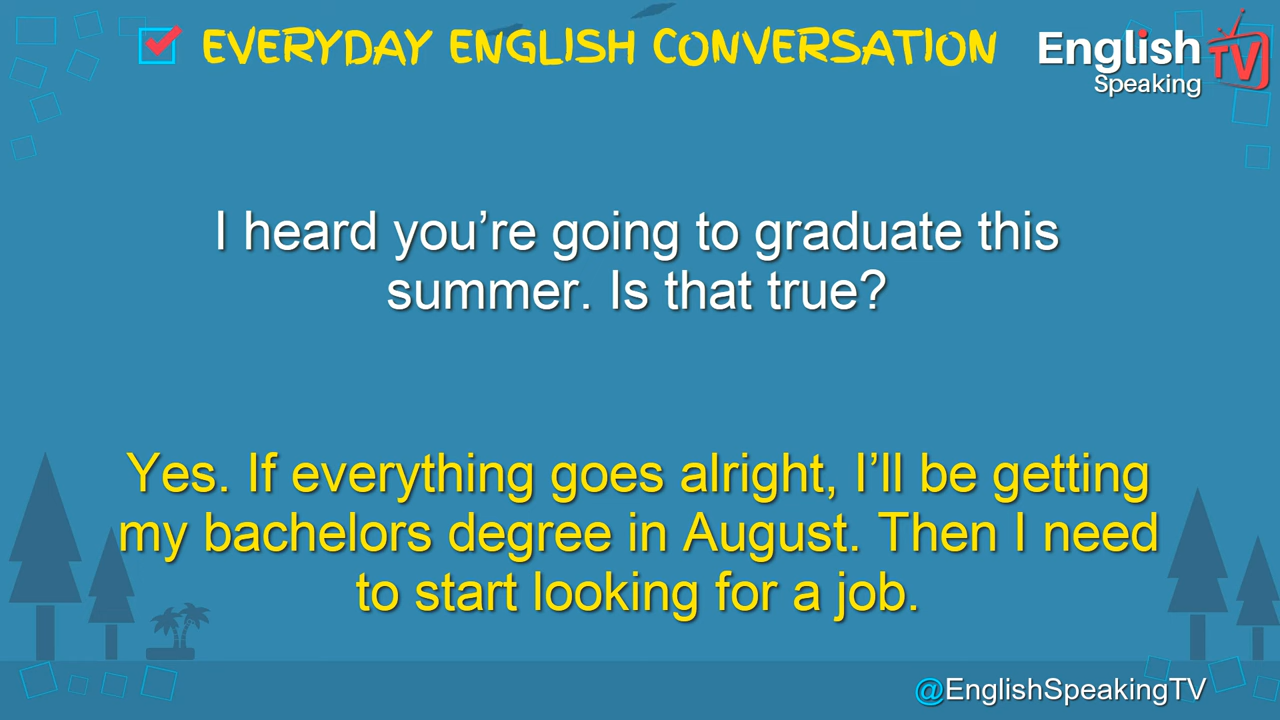 EVERYDAY ENGLISH CONVERSATION
English
Speaking
TV
I heard you’re going to graduate this
summer. Is that true?
Yes. If everything goes alright, I’ll be getting
my bachelors degree in August. Then I need
to start looking for a job.
@EnglishSpeakingTV